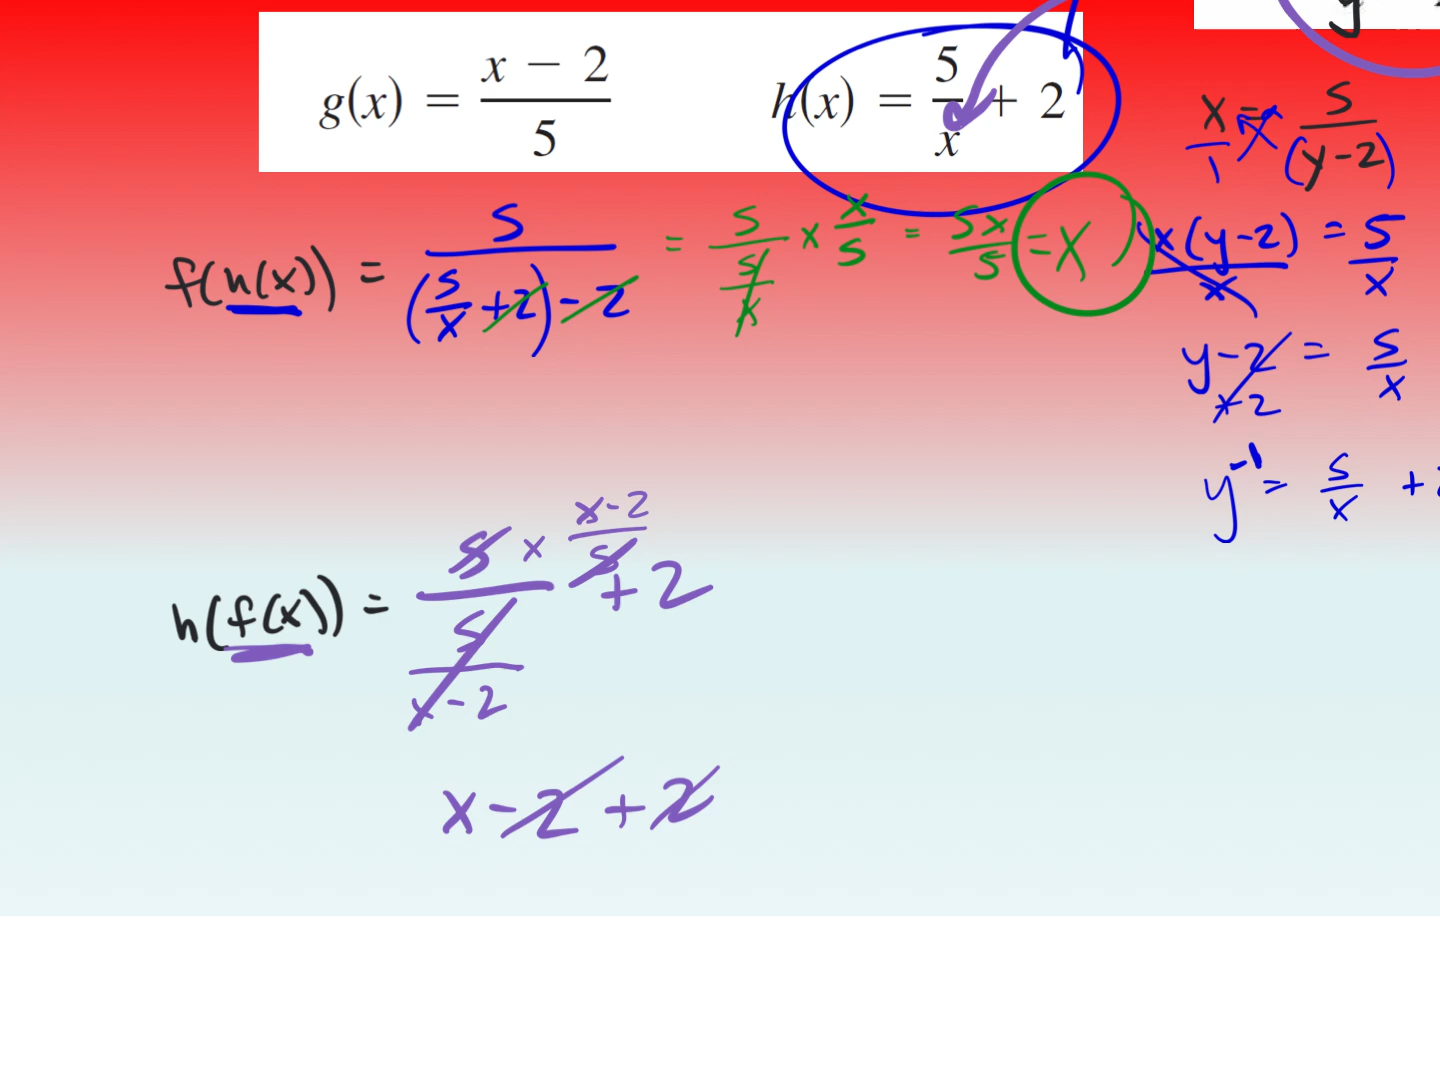 y
g(x) = (x − 2)/5
h(x) = 5/x + 2
x/1 = 5/(y-2)
f(h(x)) = 5/((5/x +2) - 2) = 5/(5/x) × x/5 = 5x/5 = x
x(y-2)/x = 5/x
y-2 = 5/x
+2
y⁻¹ = 5/x +
h(f(x)) = 5/(5/(x-2)) × (x-2)/5 + 2
x - 2 + 2